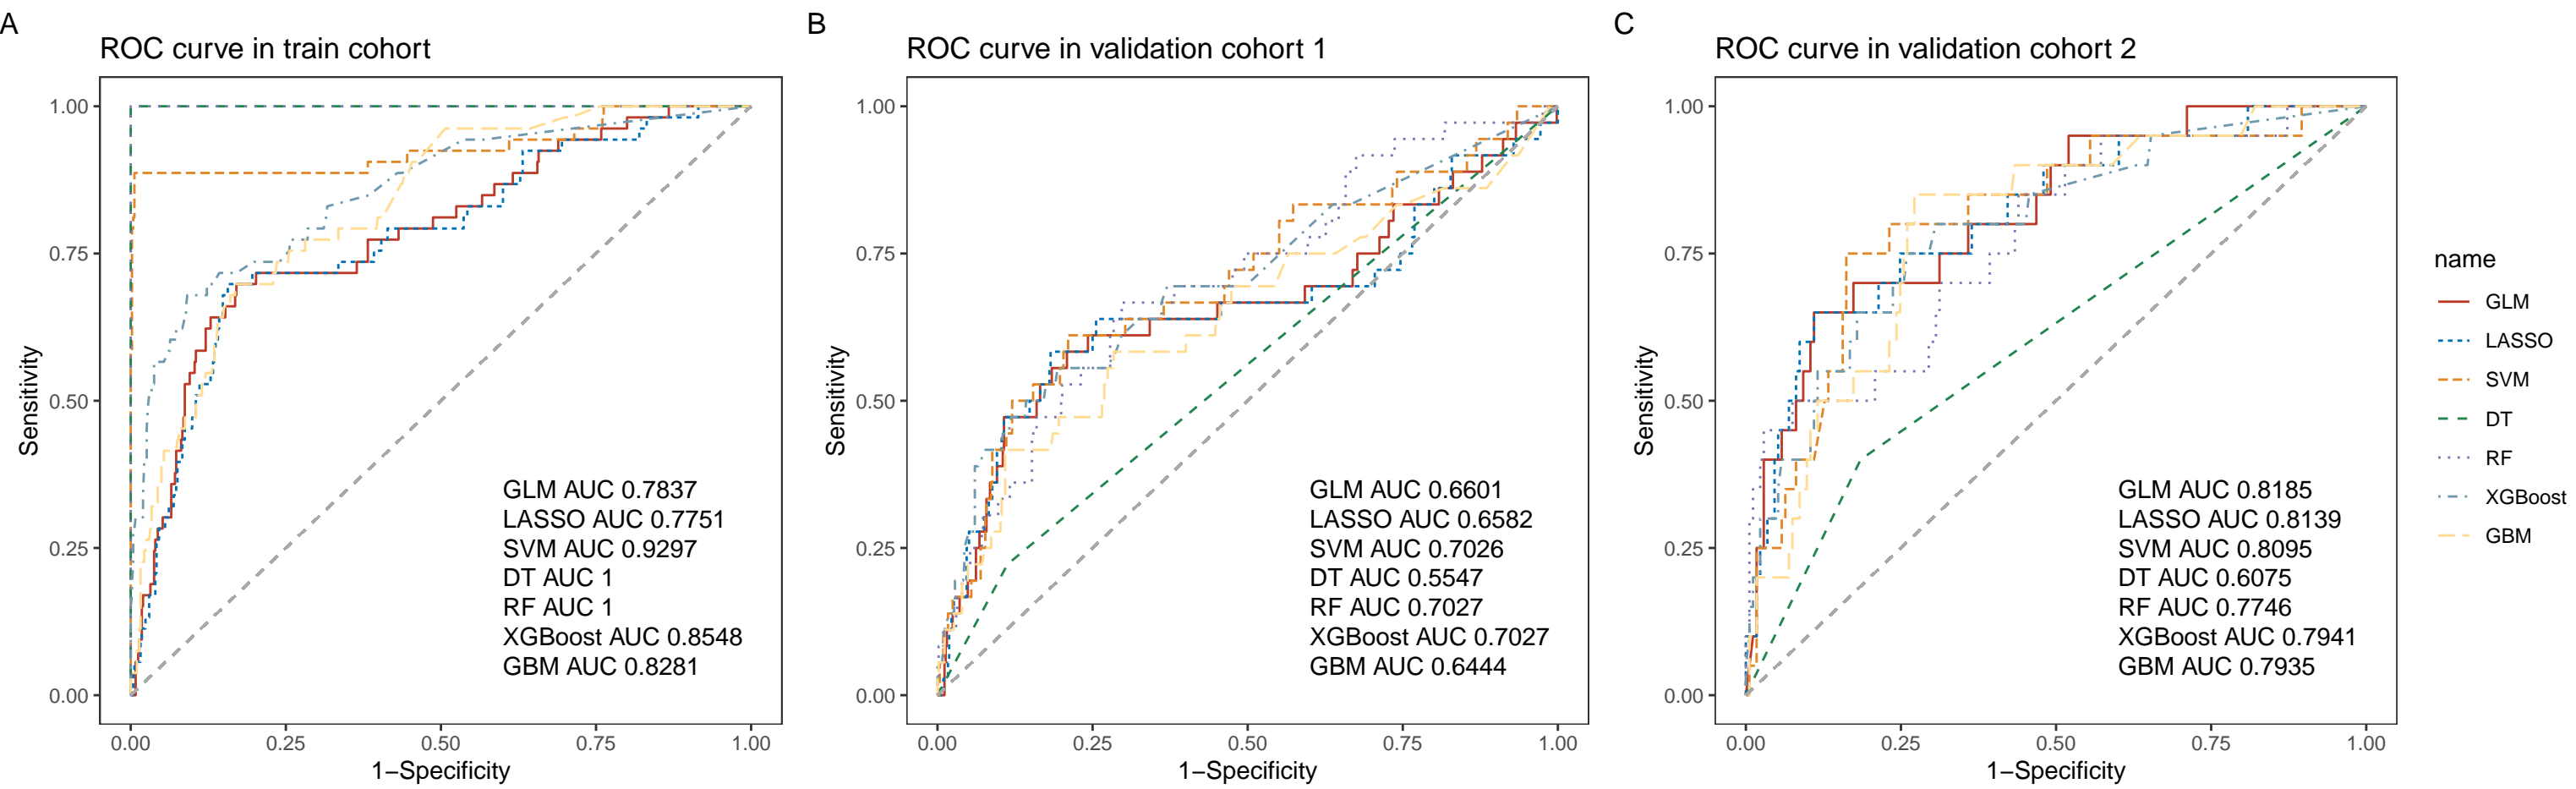 A
ROC curve in train cohort
1.00
0.75
0.50
0.25
0.00
Sensitivity
GLM AUC 0.7837
LASSO AUC 0.7751
SVM AUC 0.9297
DT AUC 1
RF AUC 1
XGBoost AUC 0.8548
GBM AUC 0.8281
0.00 0.25 0.50 0.75 1.00
1−Specificity
B
ROC curve in validation cohort 1
1.00
0.75
0.50
0.25
0.00
Sensitivity
GLM AUC 0.6601
LASSO AUC 0.6582
SVM AUC 0.7026
DT AUC 0.5547
RF AUC 0.7027
XGBoost AUC 0.7027
GBM AUC 0.6444
0.00 0.25 0.50 0.75 1.00
1−Specificity
C
ROC curve in validation cohort 2
1.00
0.75
0.50
0.25
0.00
Sensitivity
GLM AUC 0.8185
LASSO AUC 0.8139
SVM AUC 0.8095
DT AUC 0.6075
RF AUC 0.7746
XGBoost AUC 0.7941
GBM AUC 0.7935
0.00 0.25 0.50 0.75 1.00
1−Specificity
name
GLM
LASSO
SVM
DT
RF
XGBoost
GBM